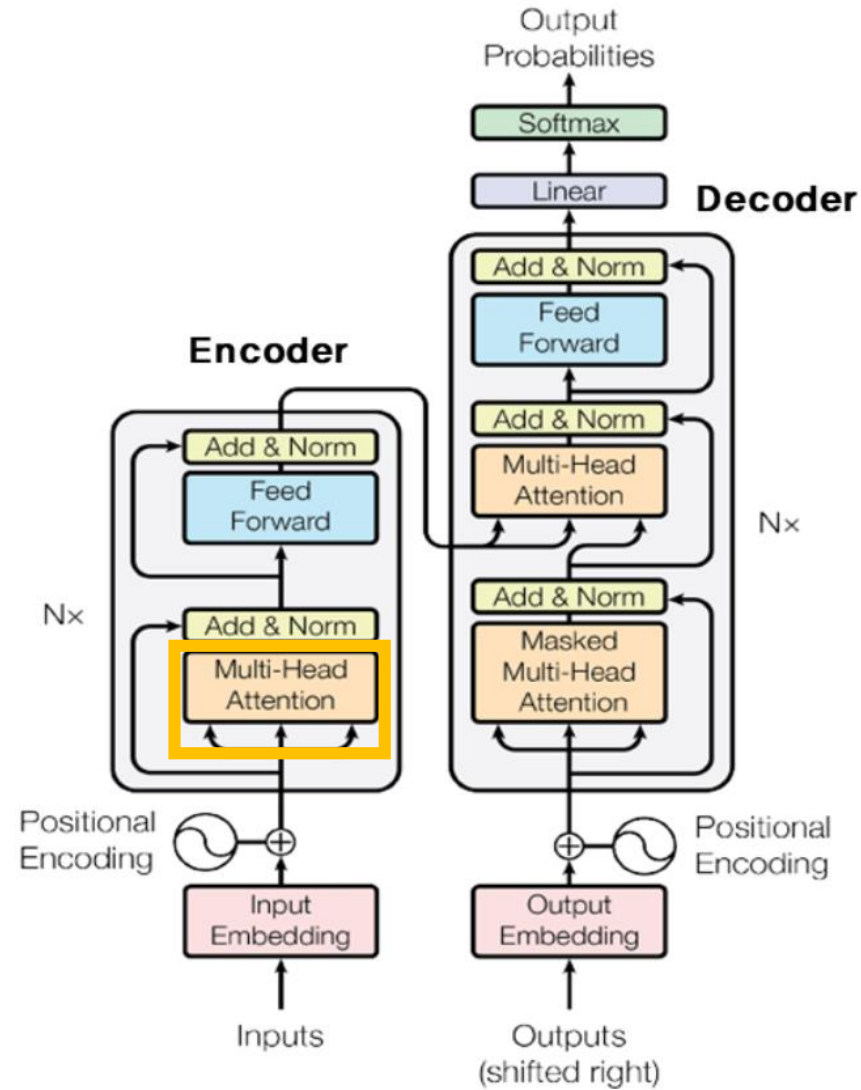 Output
Probabilities
Softmax
Linear
Decoder
Add & Norm
Feed
Forward
Add & Norm
Multi-Head
Attention
Nx
Add & Norm
Masked
Multi-Head
Attention
Encoder
Add & Norm
Feed
Forward
Nx
Add & Norm
Multi-Head
Attention
Positional
Encoding
Input
Embedding
Inputs
Positional
Encoding
Output
Embedding
Outputs
(shifted right)